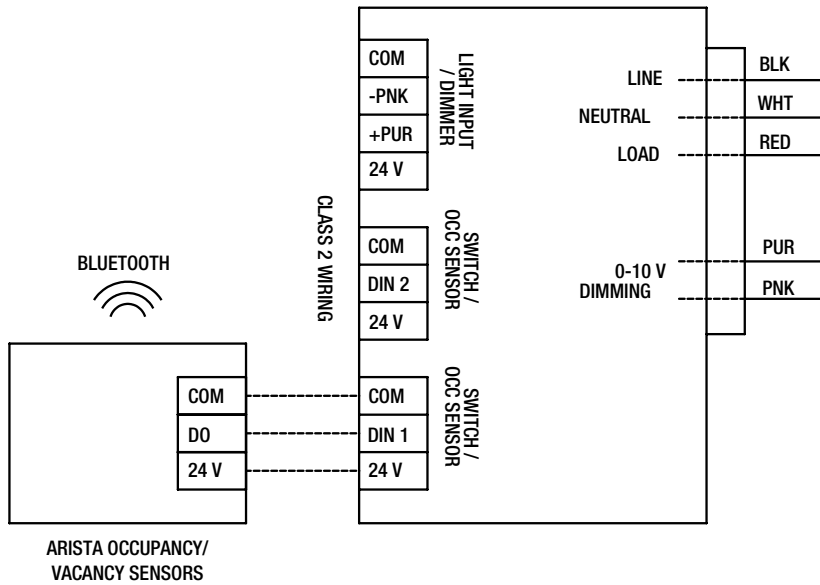 COM
-PNK
+PUR
24 V
LIGHT INPUT
/ DIMMER
LINE
NEUTRAL
LOAD
BLK
WHT
RED
CLASS 2 WIRING
COM
DIN 2
24 V
SWITCH /
OCC SENSOR
0-10 V
DIMMING
PUR
PNK
BLUETOOTH
COM
DO
24 V
COM
DIN 1
24 V
SWITCH /
OCC SENSOR
ARISTA OCCUPANCY/
VACANCY SENSORS